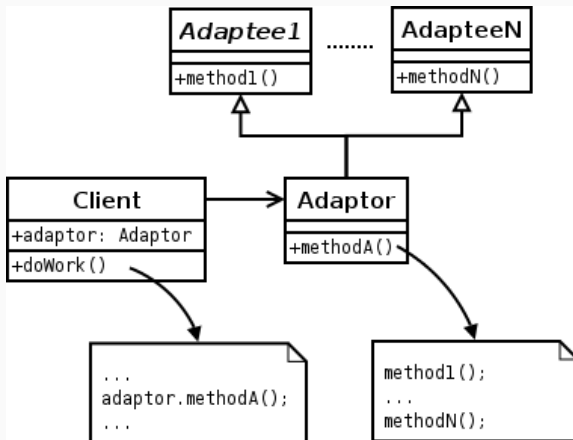 Adaptee1
+method1()
........
AdapteeN
+methodN()
Client
+adaptor: Adaptor
+doWork()
Adaptor
+methodA()
...
adaptor.methodA();
...
method1();
...
methodN();